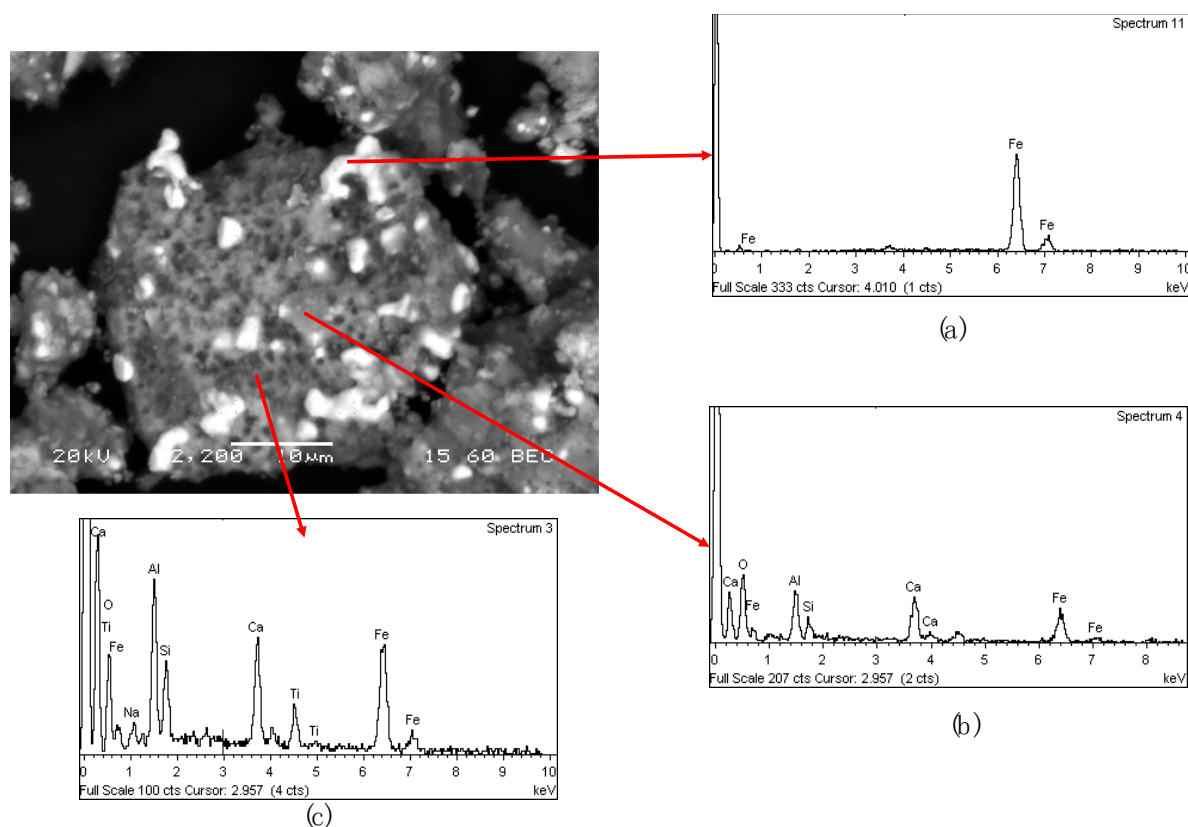 Spectrum 11
Fe
Fe
Fe
0 1 2 3 4 5 6 7 8 9 10
Full Scale 333 cts Cursor: 4.010 (1 cts) keV
(a)
20kV X2,200 10μm 15 60 BEC
Spectrum 4
O
Ca Al Ca
Fe Si Fe
Ca Fe
0 1 2 3 4 5 6 7 8
Full Scale 207 cts Cursor: 2.957 (2 cts) keV
(b)
Spectrum 3
Ca
Al
O
Ti Ca Fe
Fe Si
Ti
Na Fe
Ti
0 1 2 3 4 5 6 7 8 9 10
Full Scale 100 cts Cursor: 2.957 (4 cts) keV
(c)